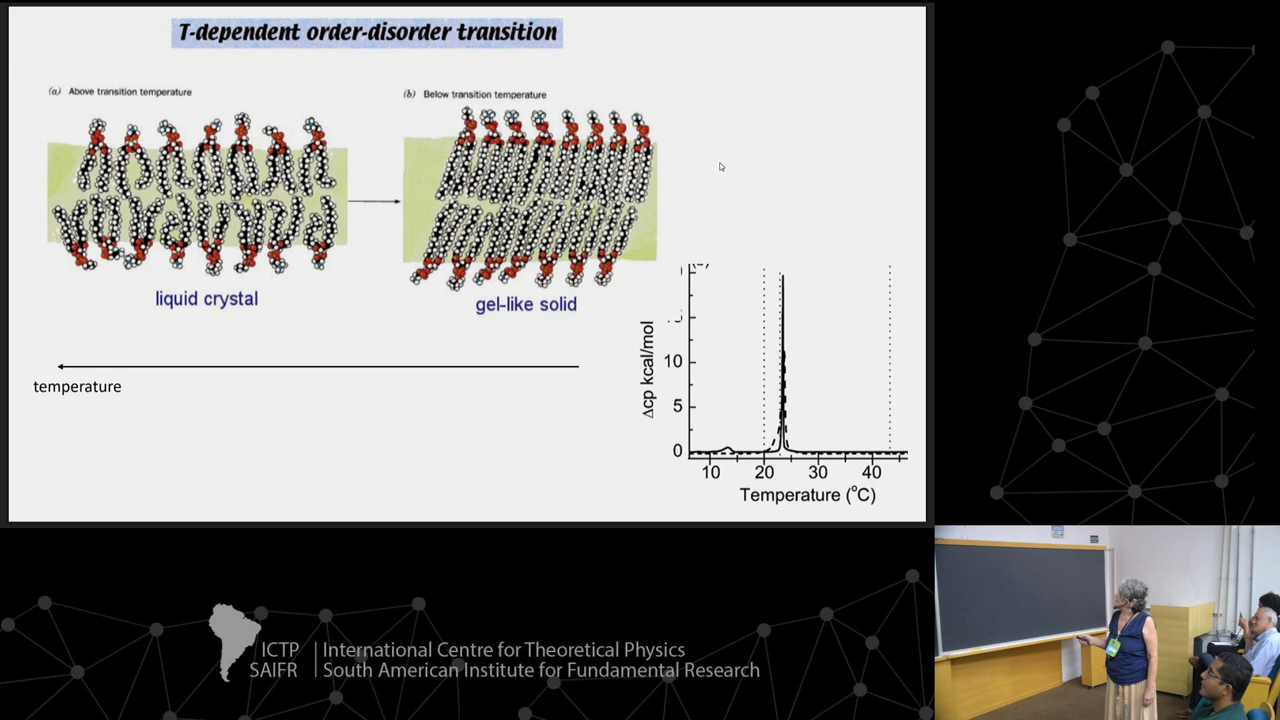 T-dependent order-disorder transition
(a) Above transition temperature
(b) Below transition temperature
liquid crystal
gel-like solid
temperature
Δcp kcal/mol
10
5
0
10 20 30 40
Temperature (°C)
ICTP
SAIFR
International Centre for Theoretical Physics
South American Institute for Fundamental Research